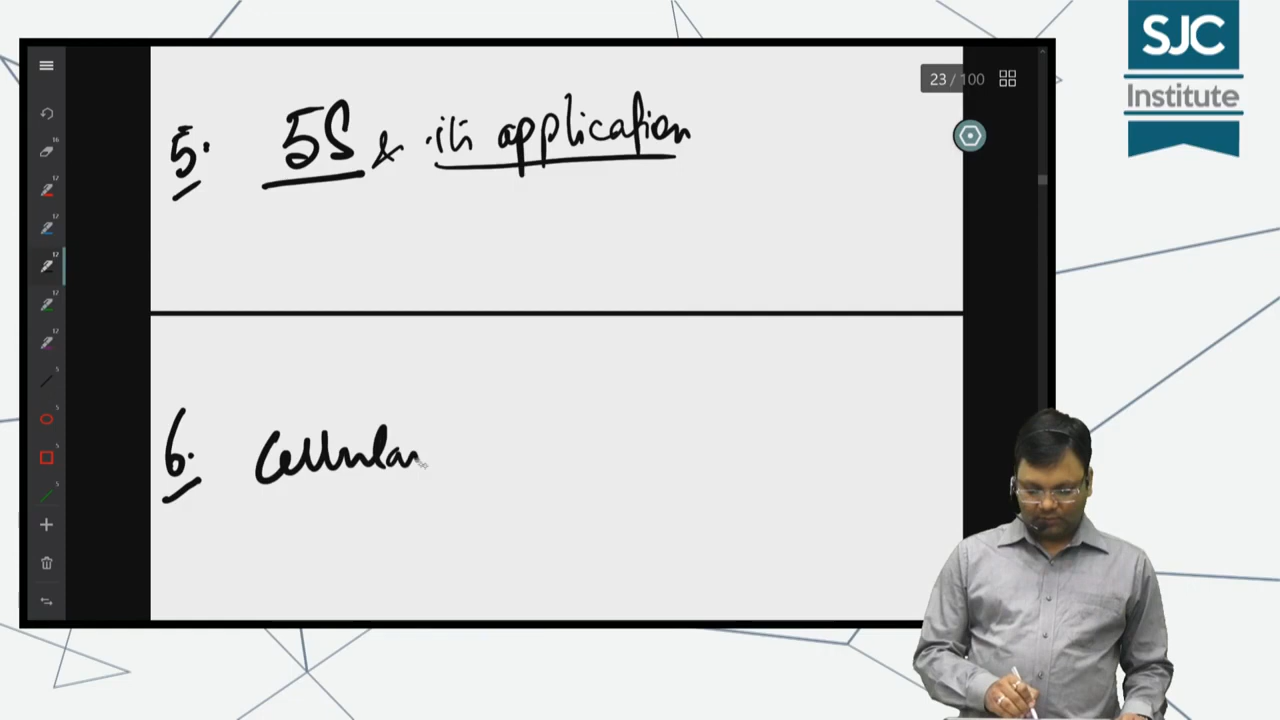 SJC
Institute
23 / 100
5. 5S & its application
6. Cellular